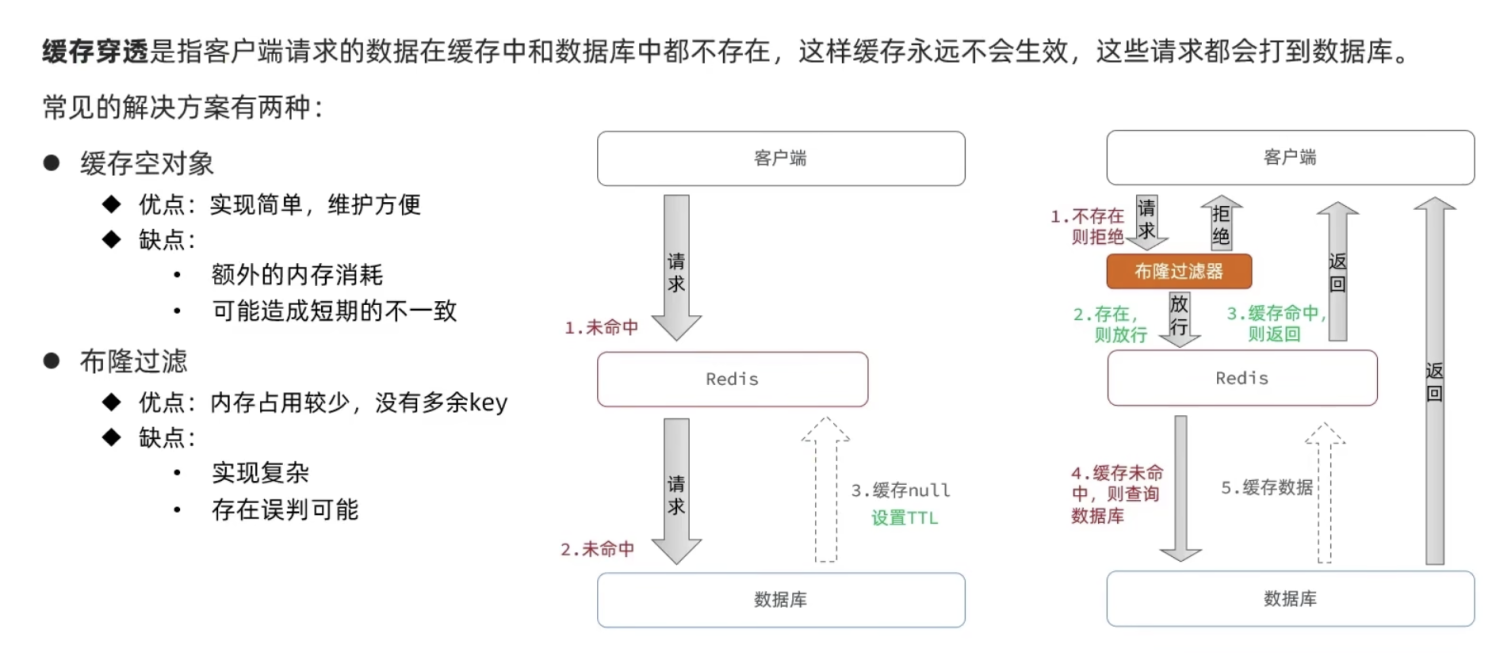 缓存穿透是指客户端请求的数据在缓存中和数据库中都不存在，这样缓存永远不会生效，这些请求都会打到数据库。
常见的解决方案有两种：
● 缓存空对象
◆ 优点：实现简单，维护方便
◆ 缺点：
• 额外的内存消耗
• 可能造成短期的不一致
● 布隆过滤
◆ 优点：内存占用较少，没有多余key
◆ 缺点：
• 实现复杂
• 存在误判可能
客户端
请求
1.未命中
Redis
请求
2.未命中
3.缓存null
设置TTL
数据库
客户端
1.不存在
则拒绝
请求
拒绝
布隆过滤器
2.存在，
则放行
放行
3.缓存命中，
则返回
返回
Redis
返回
4.缓存未命
中，则查询
数据库
5.缓存数据
数据库